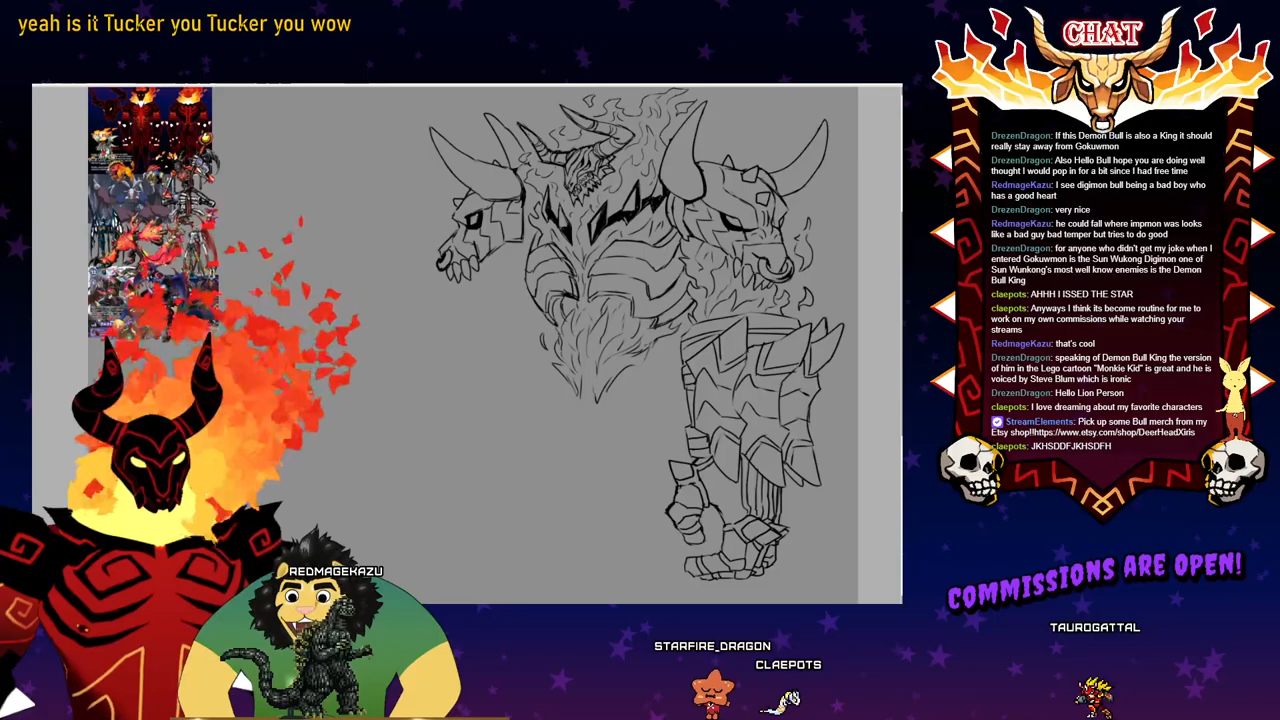 yeah is it Tucker you Tucker you wow
CHAT
DrezenDragon: If this Demon Bull is also a King it should
really stay away from Gokuwmon
DrezenDragon: Also Hello Bull hope you are doing well
thought I would pop in for a bit since I had free time
RedmageKazu: I see digimon bull being a bad boy who
has a good heart
DrezenDragon: very nice
RedmageKazu: he could fall where impmon was looks
like a bad guy bad temper but tries to do good
DrezenDragon: for anyone who didn't get my joke when I
entered Gokuwmon is the Sun Wukong Digimon one of
Sun Wunkong's most well know enemies is the Demon
Bull King
claepots: AHHH I ISSED THE STAR
claepots: Anyways I think its become routine for me to
work on my own commissions while watching your
streams
RedmageKazu: that's cool
DrezenDragon: speaking of Demon Bull King the version
of him in the Lego cartoon "Monkie Kid" is great and he is
voiced by Steve Blum which is ironic
DrezenDragon: Hello Lion Person
claepots: I love dreaming about my favorite characters
StreamElements: Pick up some Bull merch from my
Etsy shop!!https://www.etsy.com/shop/DeerHeadXiris
claepots: JKHSDDFJKHSDFH
COMMISSIONS ARE OPEN!
REDMAGEKAZU
STARFIRE_DRAGON
CLAEPOTS
TAUROGATTAL